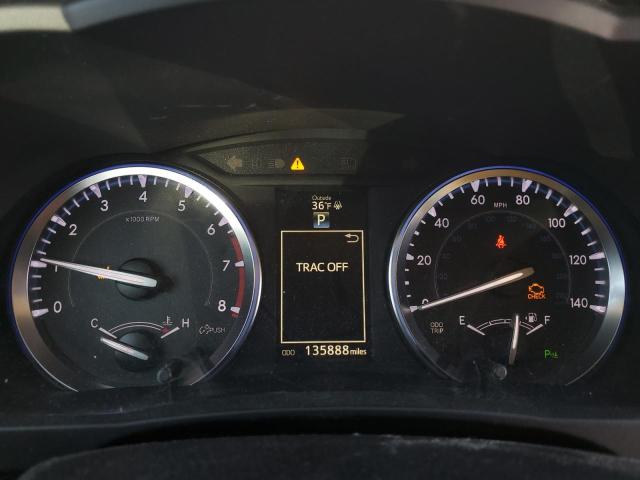 Outside
36°F
P
TRAC OFF
ODO 135888 miles
0 1 2 3 4 5 6 7 8
x1000 RPM
C H
PUSH
0 20 40 60 80 100 120 140
MPH
CHECK
ODO
TRIP
E F
P